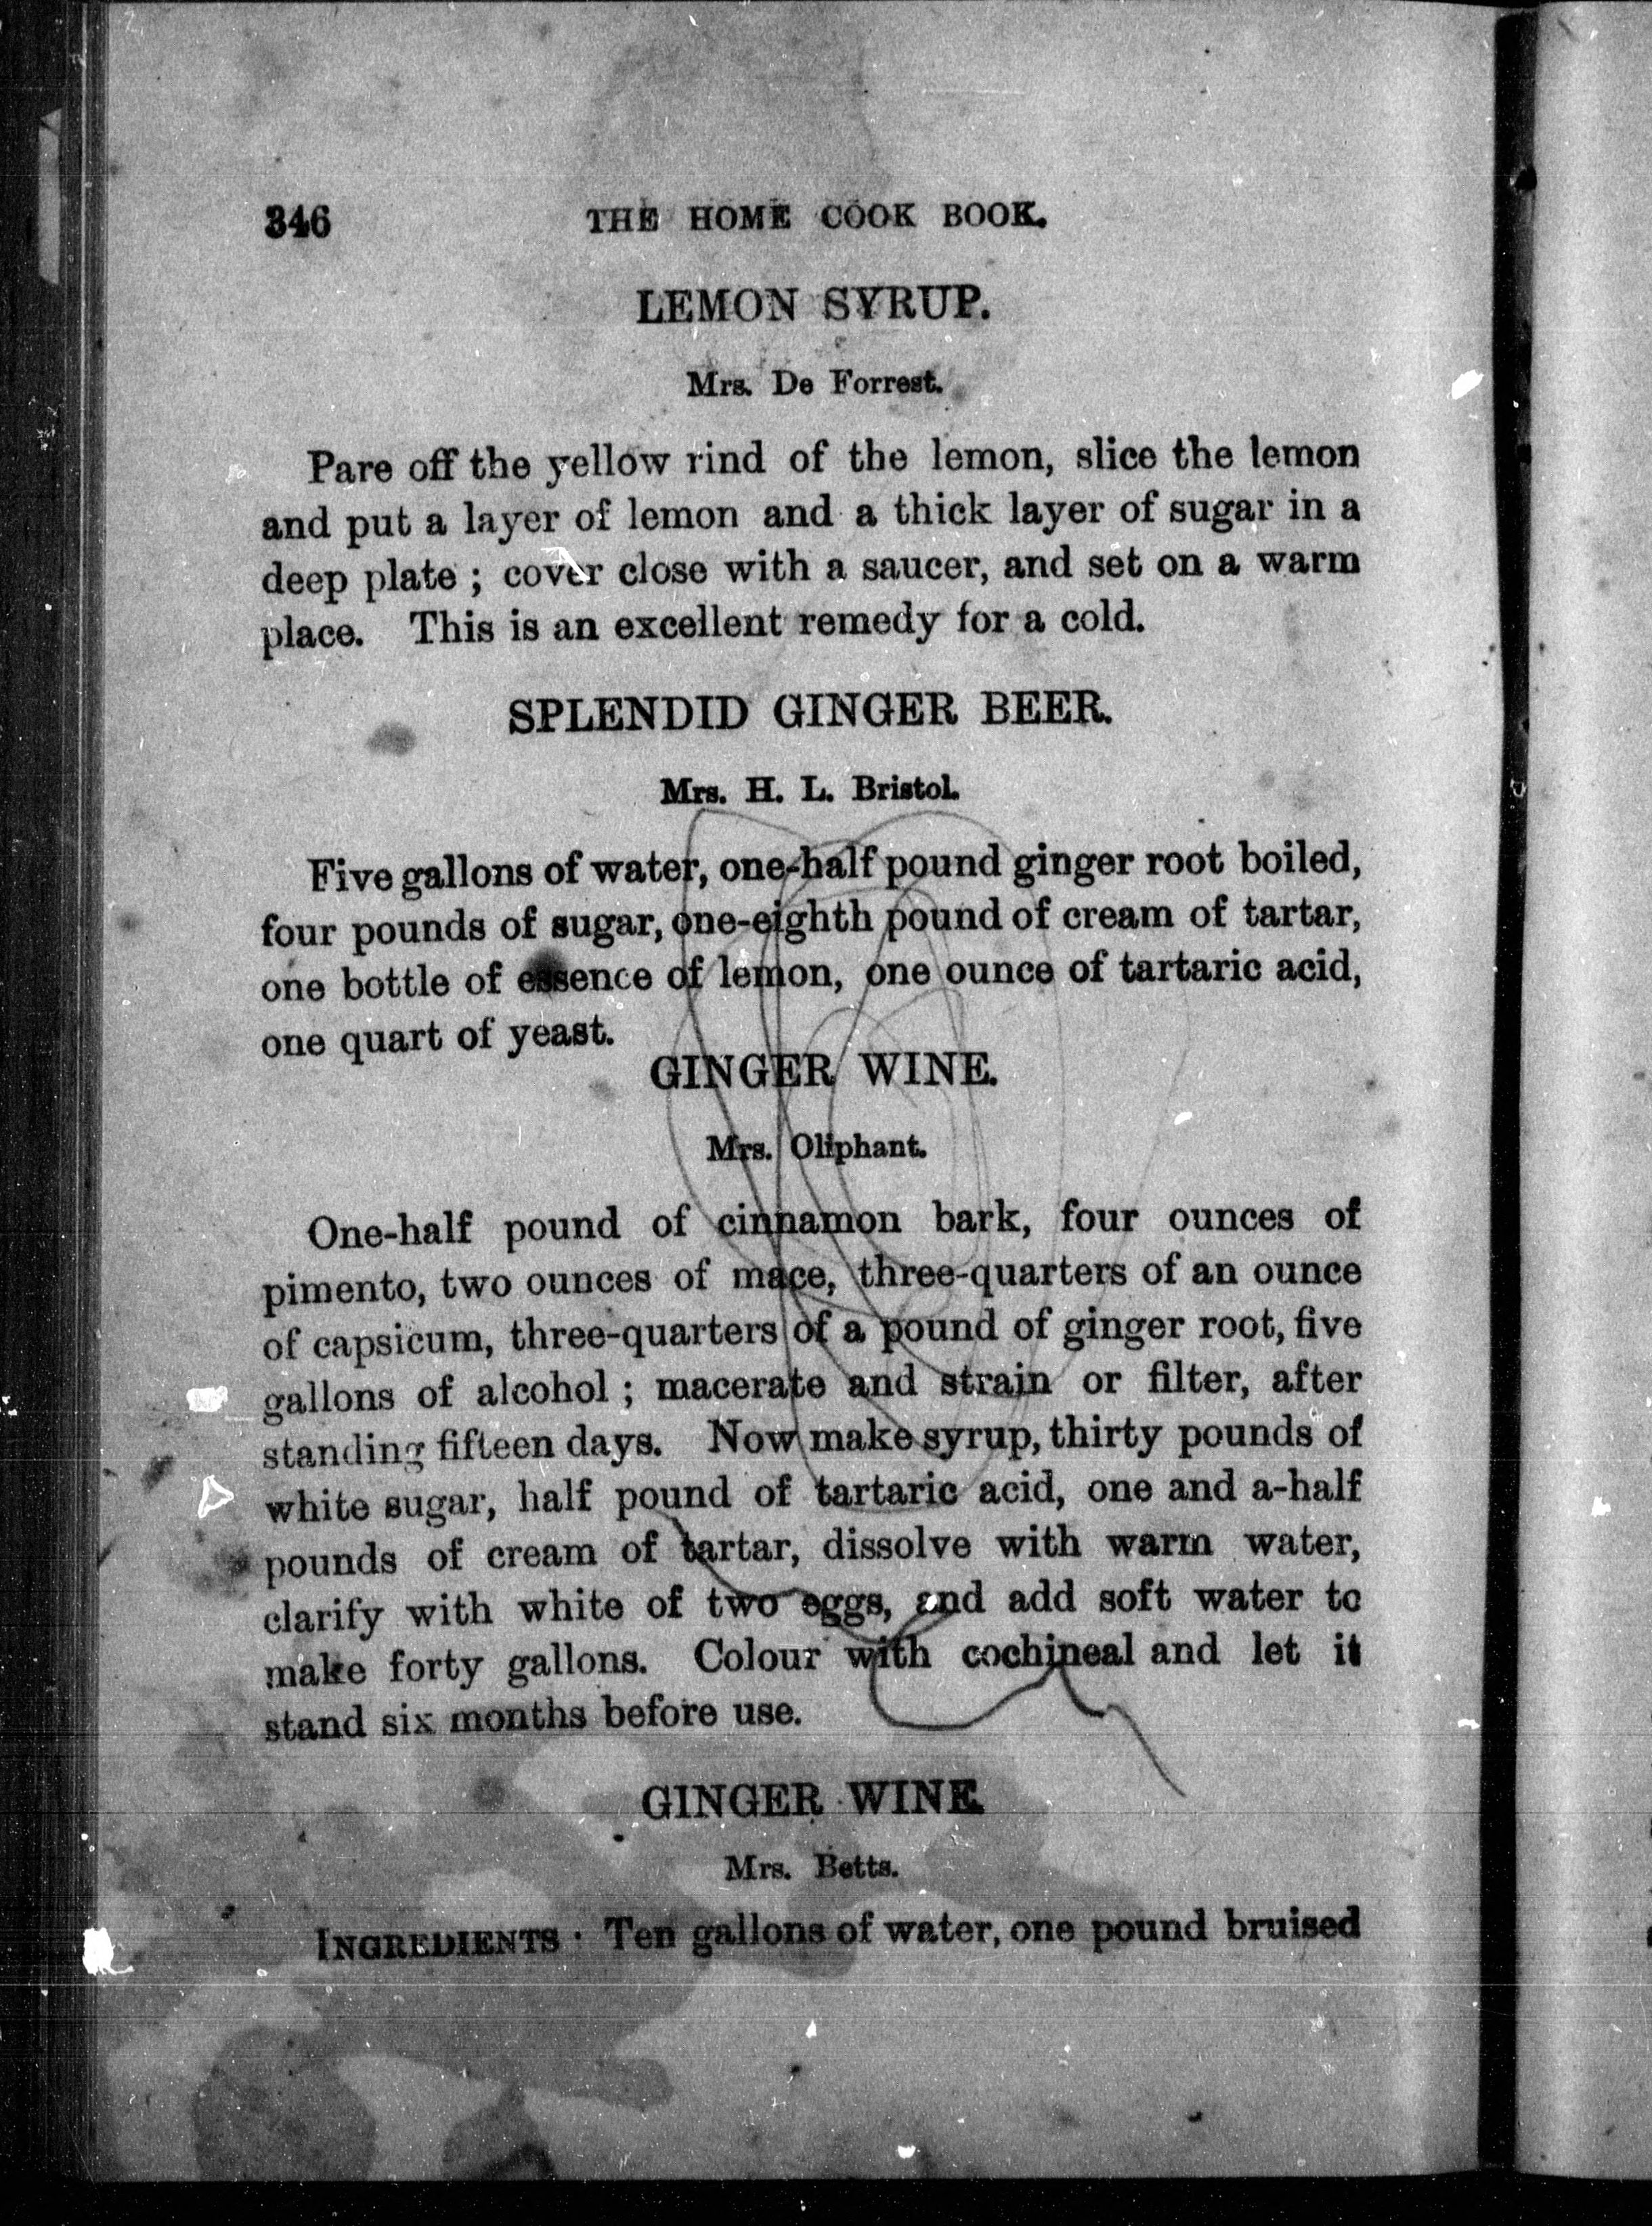 346 THE HOME COOK BOOK.
LEMON SYRUP.
Mrs. De Forrest.
Pare off the yellow rind of the lemon, slice the lemon
and put a layer of lemon and a thick layer of sugar in a
deep plate ; cover close with a saucer, and set on a warm
place. This is an excellent remedy for a cold.
SPLENDID GINGER BEER.
Mrs. H. L. Bristol.
Five gallons of water, one-half pound ginger root boiled,
four pounds of sugar, one-eighth pound of cream of tartar,
one bottle of essence of lemon, one ounce of tartaric acid,
one quart of yeast.
GINGER WINE.
Mrs. Oliphant.
One-half pound of cinnamon bark, four ounces of
pimento, two ounces of mace, three-quarters of an ounce
of capsicum, three-quarters of a pound of ginger root, five
gallons of alcohol ; macerate and strain or filter, after
standing fifteen days. Now make syrup, thirty pounds of
white sugar, half pound of tartaric acid, one and a-half
pounds of cream of tartar, dissolve with warm water,
clarify with white of two eggs, and add soft water to
make forty gallons. Colour with cochineal and let it
stand six months before use.
GINGER WINE.
Mrs. Betts.
INGREDIENTS : Ten gallons of water, one pound bruised